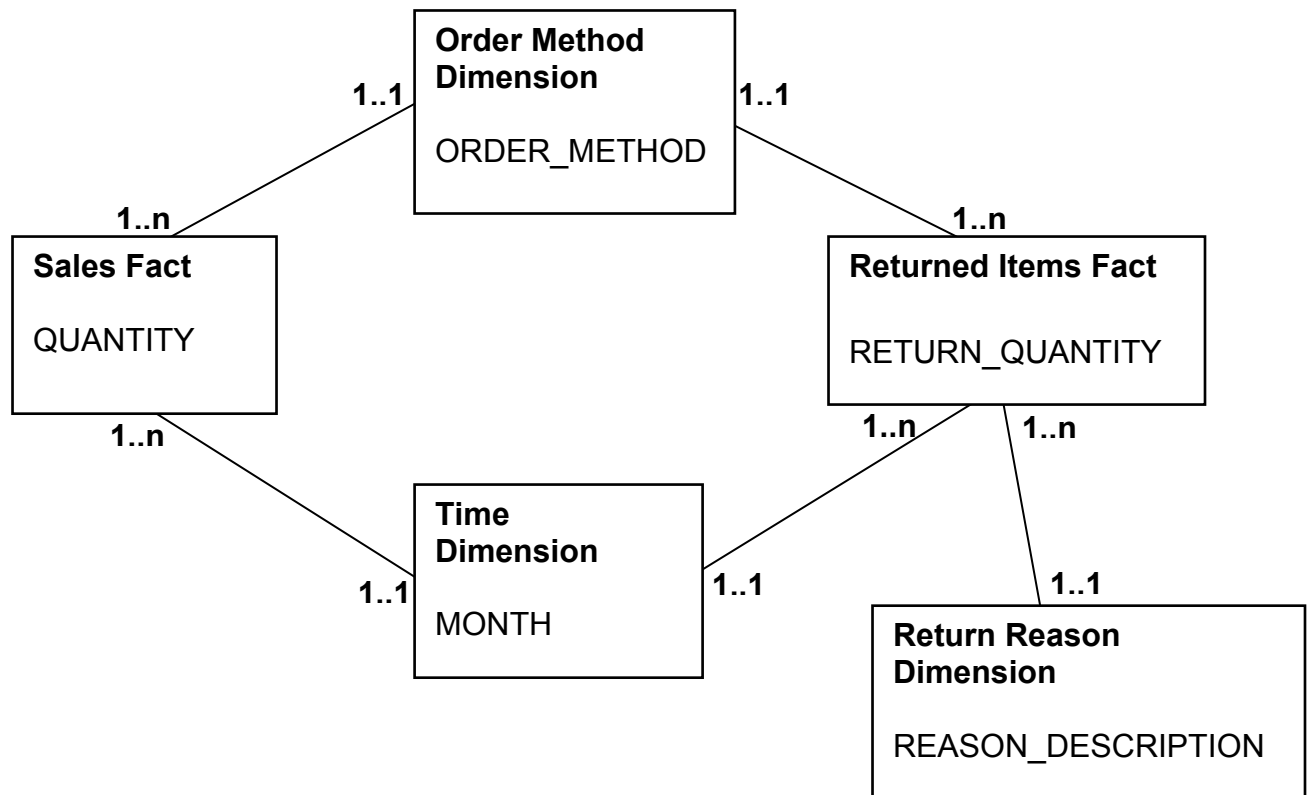 Order Method
Dimension
1..1
1..1
ORDER_METHOD
1..n
1..n
Sales Fact
QUANTITY
Returned Items Fact
RETURN_QUANTITY
1..n
1..n
1..n
Time
Dimension
1..1
1..1
MONTH
1..1
Return Reason
Dimension
REASON_DESCRIPTION